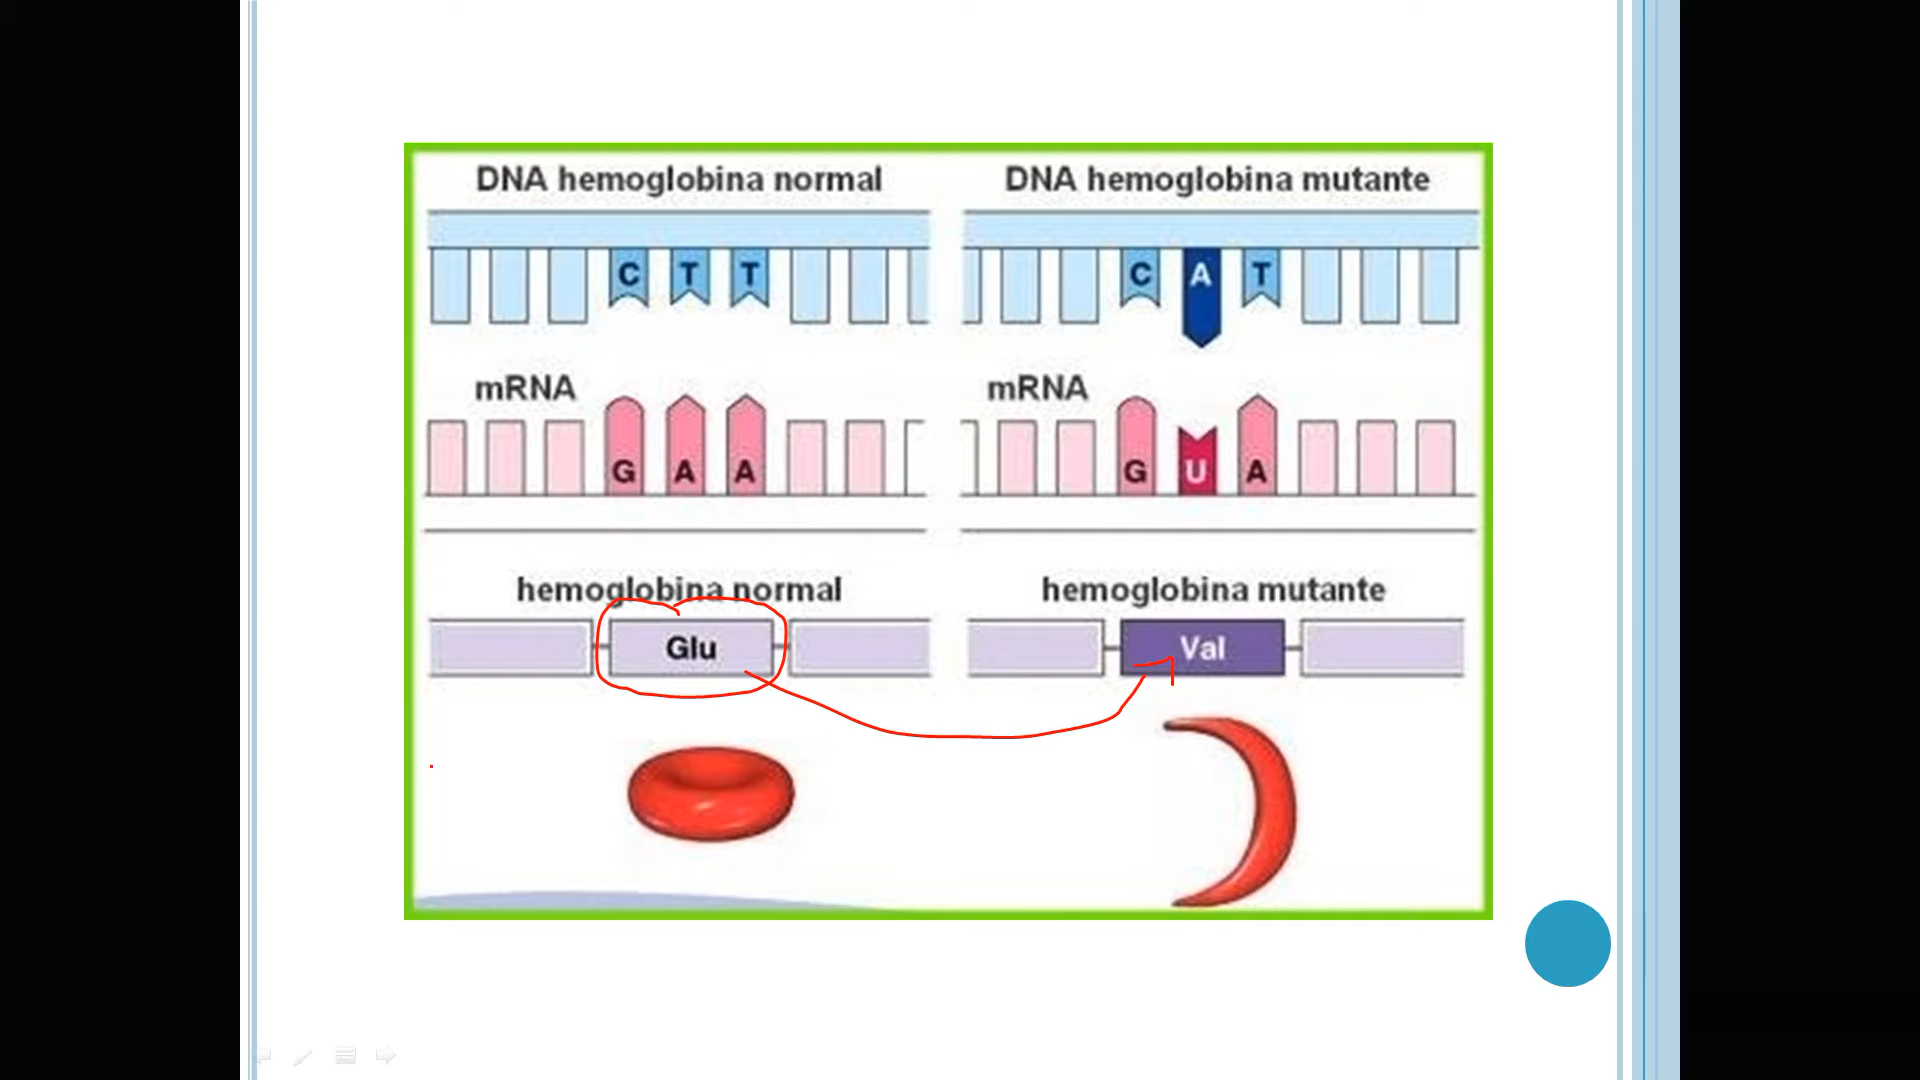 DNA hemoglobina normal
C T T
mRNA
G A A
hemoglobina normal
Glu
DNA hemoglobina mutante
C A T
mRNA
G U A
hemoglobina mutante
Val